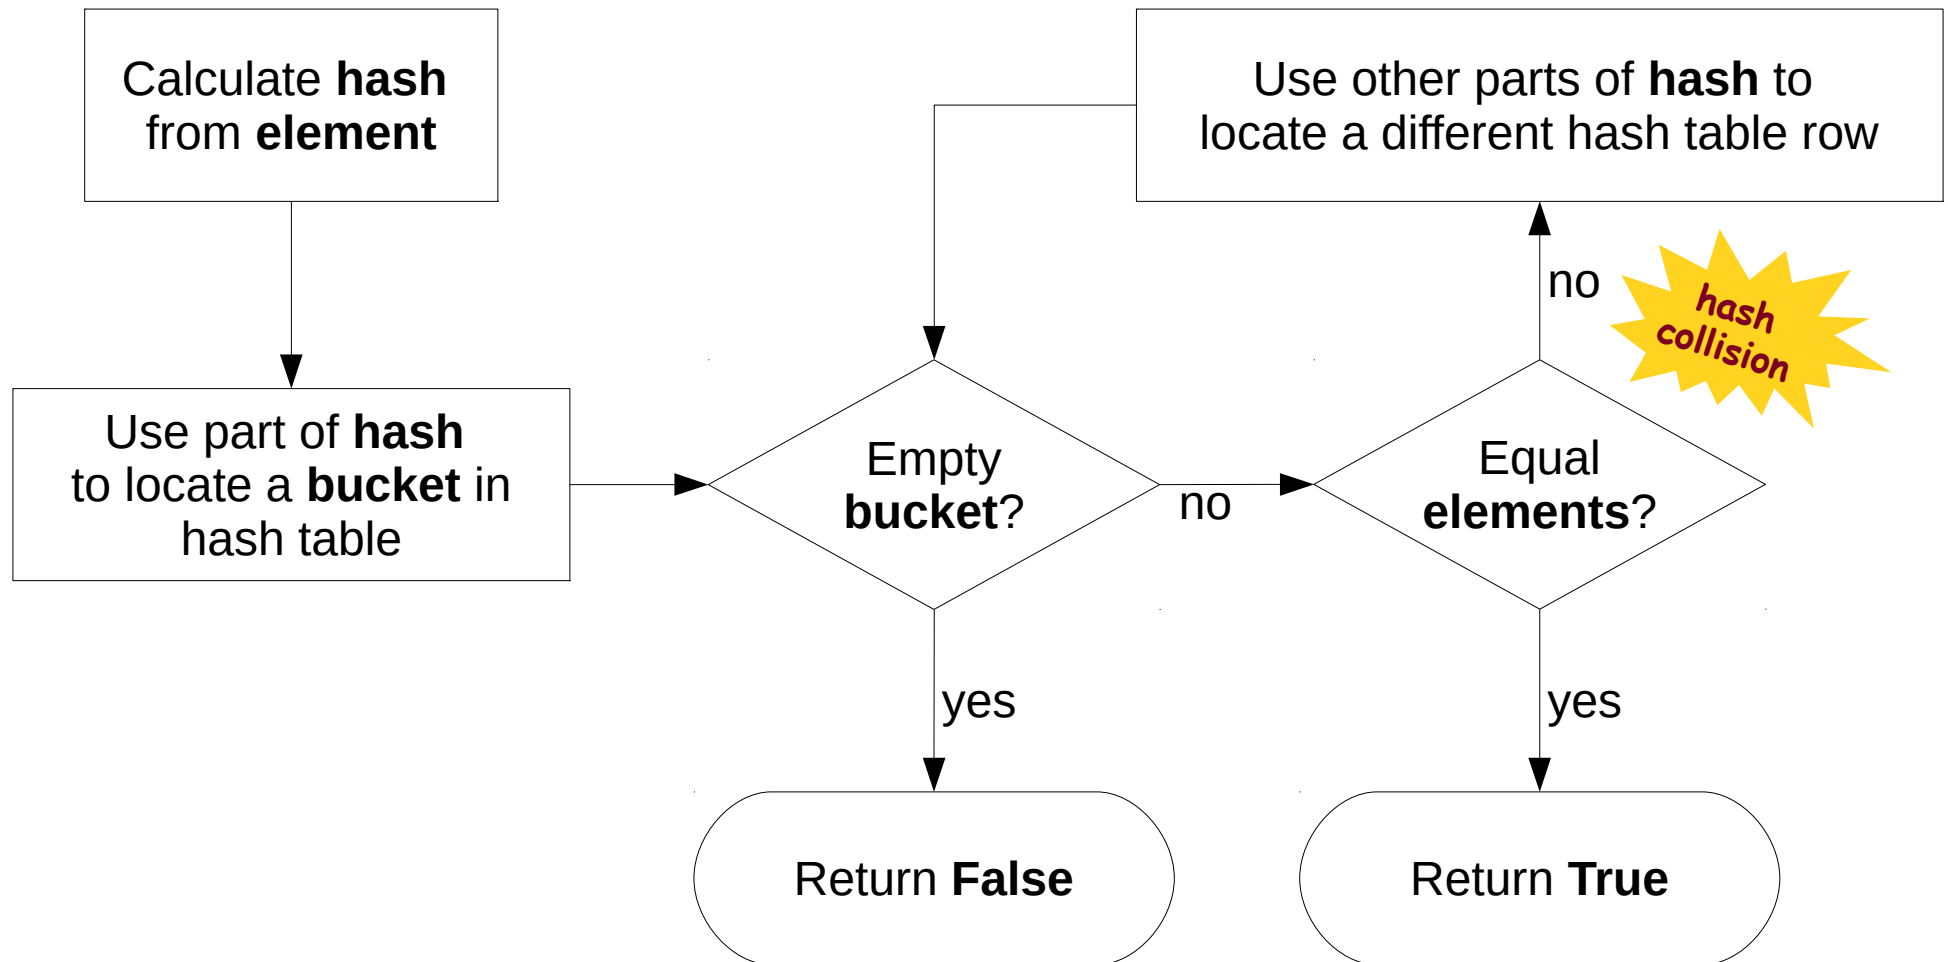 Calculate hash
from element
Use part of hash
to locate a bucket in
hash table
Empty
bucket?
no
yes
Return False
Equal
elements?
no
hash
collision
Use other parts of hash to
locate a different hash table row
yes
Return True